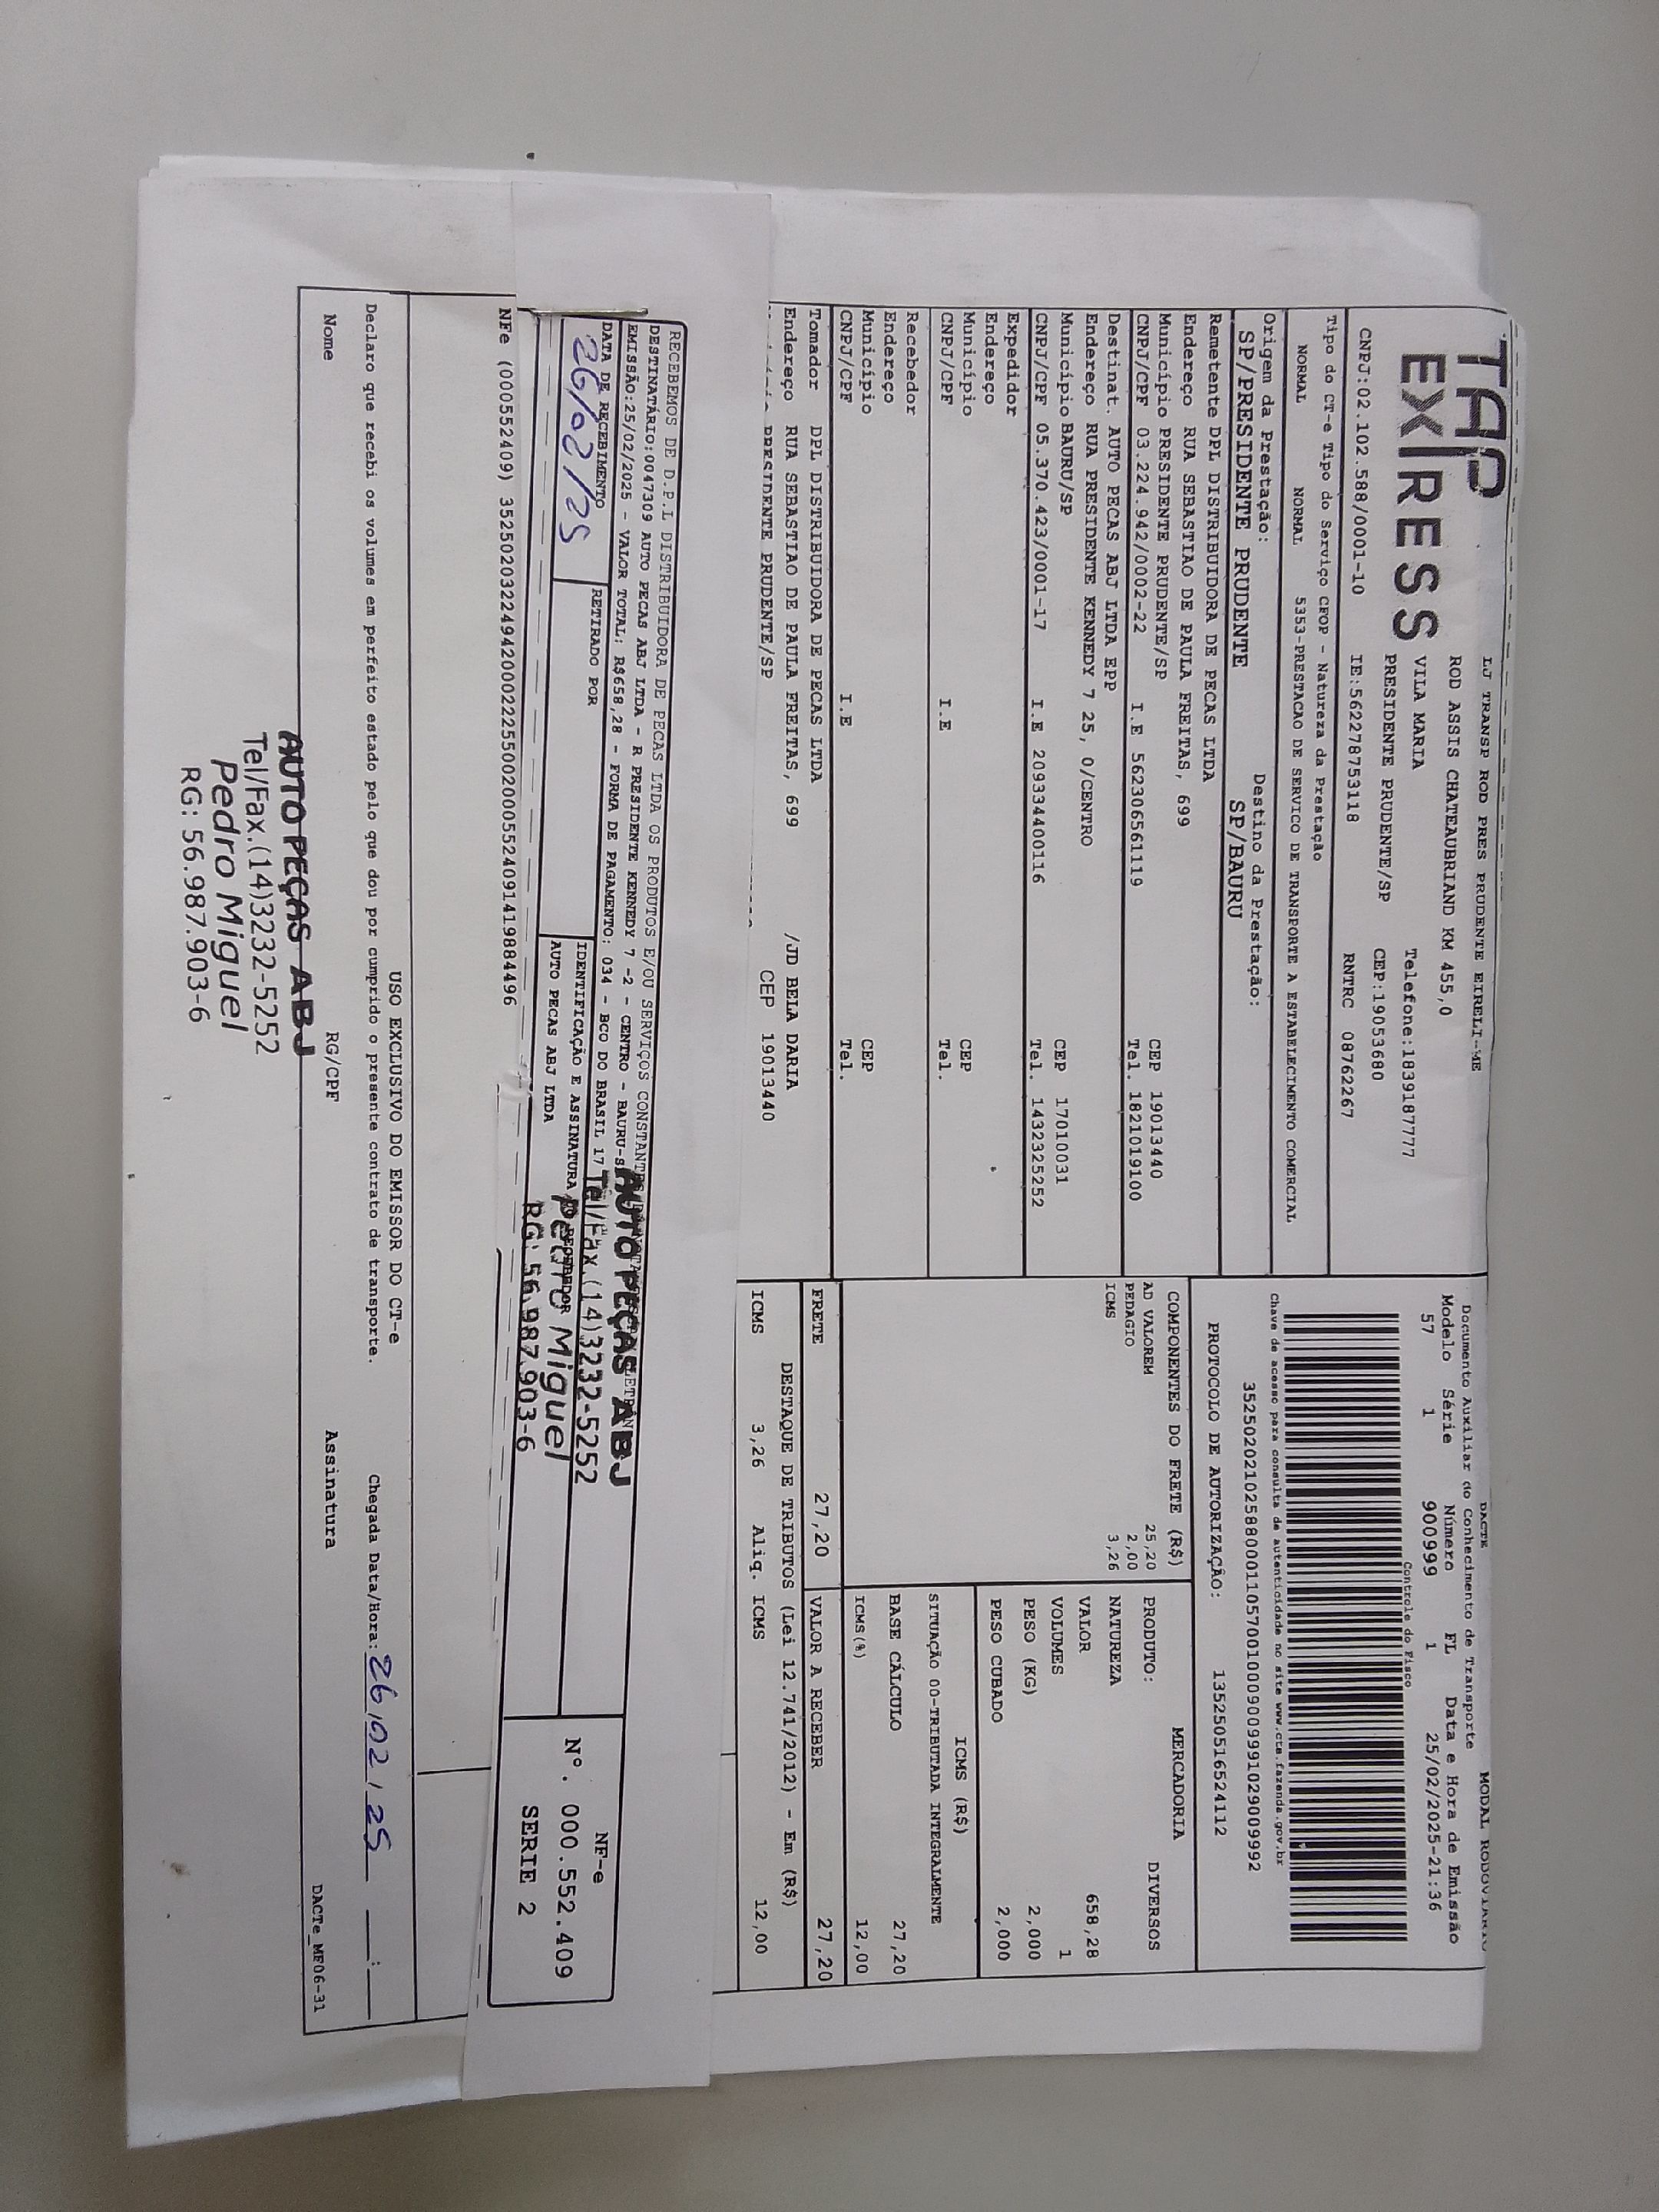 TAP
EX RESS
LJ TRANSP ROD PRES PRUDENTE EIRELI-ME
ROD ASSIS CHATEAUBRIAND KM 455,0
VILA MARIA Telefone:1839187777
PRESIDENTE PRUDENTE/SP CEP:19053680
CNPJ:02.102.588/0001-10 IE:562278753118 RNTRC 08762267
Tipo do CT-e Tipo do Serviço CFOP - Natureza da Prestação
NORMAL NORMAL 5353-PRESTACAO DE SERVICO DE TRANSPORTE A ESTABELECIMENTO COMERCIAL
Origem da Prestação: Destino da Prestação:
SP/PRESIDENTE PRUDENTE SP/BAURU
Remetente DPL DISTRIBUIDORA DE PECAS LTDA
Endereço RUA SEBASTIAO DE PAULA FREITAS, 699
Município PRESIDENTE PRUDENTE/SP CEP 19013440
CNPJ/CPF 03.224.942/0002-22 I.E 562306561119 Tel. 1821019100
Destinat. AUTO PECAS ABJ LTDA EPP
Endereço RUA PRESIDENTE KENNEDY 7 25, 0/CENTRO
Município BAURU/SP CEP 17010031
CNPJ/CPF 05.370.423/0001-17 I.E 209334400116 Tel. 1432325252
Expedidor
Endereço
Município CEP
CNPJ/CPF I.E Tel.
Recebedor
Endereço
Município CEP
CNPJ/CPF I.E Tel.
Tomador DPL DISTRIBUIDORA DE PECAS LTDA
Endereço RUA SEBASTIAO DE PAULA FREITAS, 699 /JD BELA DARIA
PRESIDENTE PRUDENTE/SP CEP 19013440
DACTE MODAL RODOVIARIO
Documento Auxiliar do Conhecimento de Transporte
Modelo Série Número FL Data e Hora de Emissão
57 1 900999 1 25/02/2025-21:36
Controle do Fisco
Chave de acesso para consulta de autenticidade no site www.cte.fazenda.gov.br
35250202102588000110570010009009991029009992
PROTOCOLO DE AUTORIZAÇÃO: 135250516524112
COMPONENTES DO FRETE (R$)
AD VALOREM 25,20
PEDAGIO 2,00
ICMS 3,26
MERCADORIA
PRODUTO: DIVERSOS
NATUREZA
VALOR 658,28
VOLUMES 1
PESO (KG) 2,000
PESO CUBADO 2,000
ICMS (R$)
SITUAÇÃO 00-TRIBUTADA INTEGRALMENTE
BASE CÁLCULO 27,20
ICMS(%) 12,00
FRETE 27,20 VALOR A RECEBER 27,20
DESTAQUE DE TRIBUTOS (Lei 12.741/2012) - Em (R$)
ICMS 3,26 Aliq. ICMS 12,00
RECEBEMOS DE D.P.L DISTRIBUIDORA DE PECAS LTDA OS PRODUTOS E/OU SERVIÇOS CONSTANTES
DESTINATÁRIO:0047309 AUTO PECAS ABJ LTDA - R PRESIDENTE KENNEDY 7 -2 - CENTRO - BAURU-S
EMISSÃO:25/02/2025 - VALOR TOTAL: R$658,28 - FORMA DE PAGAMENTO: 034 - BCO DO BRASIL 17
DATA DE RECEBIMENTO RETIRADO POR IDENTIFICAÇÃO E ASSINATURA DO RECEBEDOR
26/02/25 AUTO PECAS ABJ LTDA
AUTO PEÇAS ABJ
Tel/Fax.(14)3232-5252
Pedro Miguel
RG: 56.987.903-6
NF-e
N°. 000.552.409
SERIE 2
NFe (000552409) 35250203224942000222550020005524091419884496
USO EXCLUSIVO DO EMISSOR DO CT-e
Declaro que recebi os volumes em perfeito estado pelo que dou por cumprido o presente contrato de transporte. Chegada Data/Hora: 26/02/25 __:__
Nome RG/CPF Assinatura
DACTe_MF06-31
AUTO PEÇAS ABJ
Tel/Fax.(14)3232-5252
Pedro Miguel
RG: 56.987.903-6